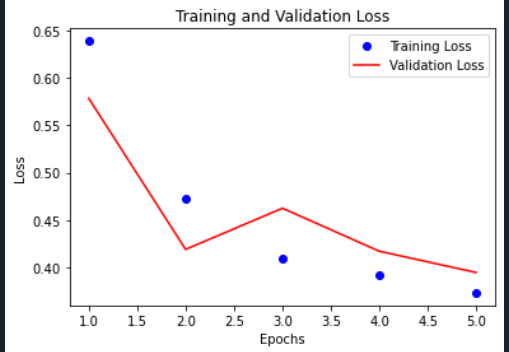 Training and Validation Loss
Training Loss
Validation Loss
0.65
0.60
0.55
0.50
0.45
0.40
Loss
1.0 1.5 2.0 2.5 3.0 3.5 4.0 4.5 5.0
Epochs